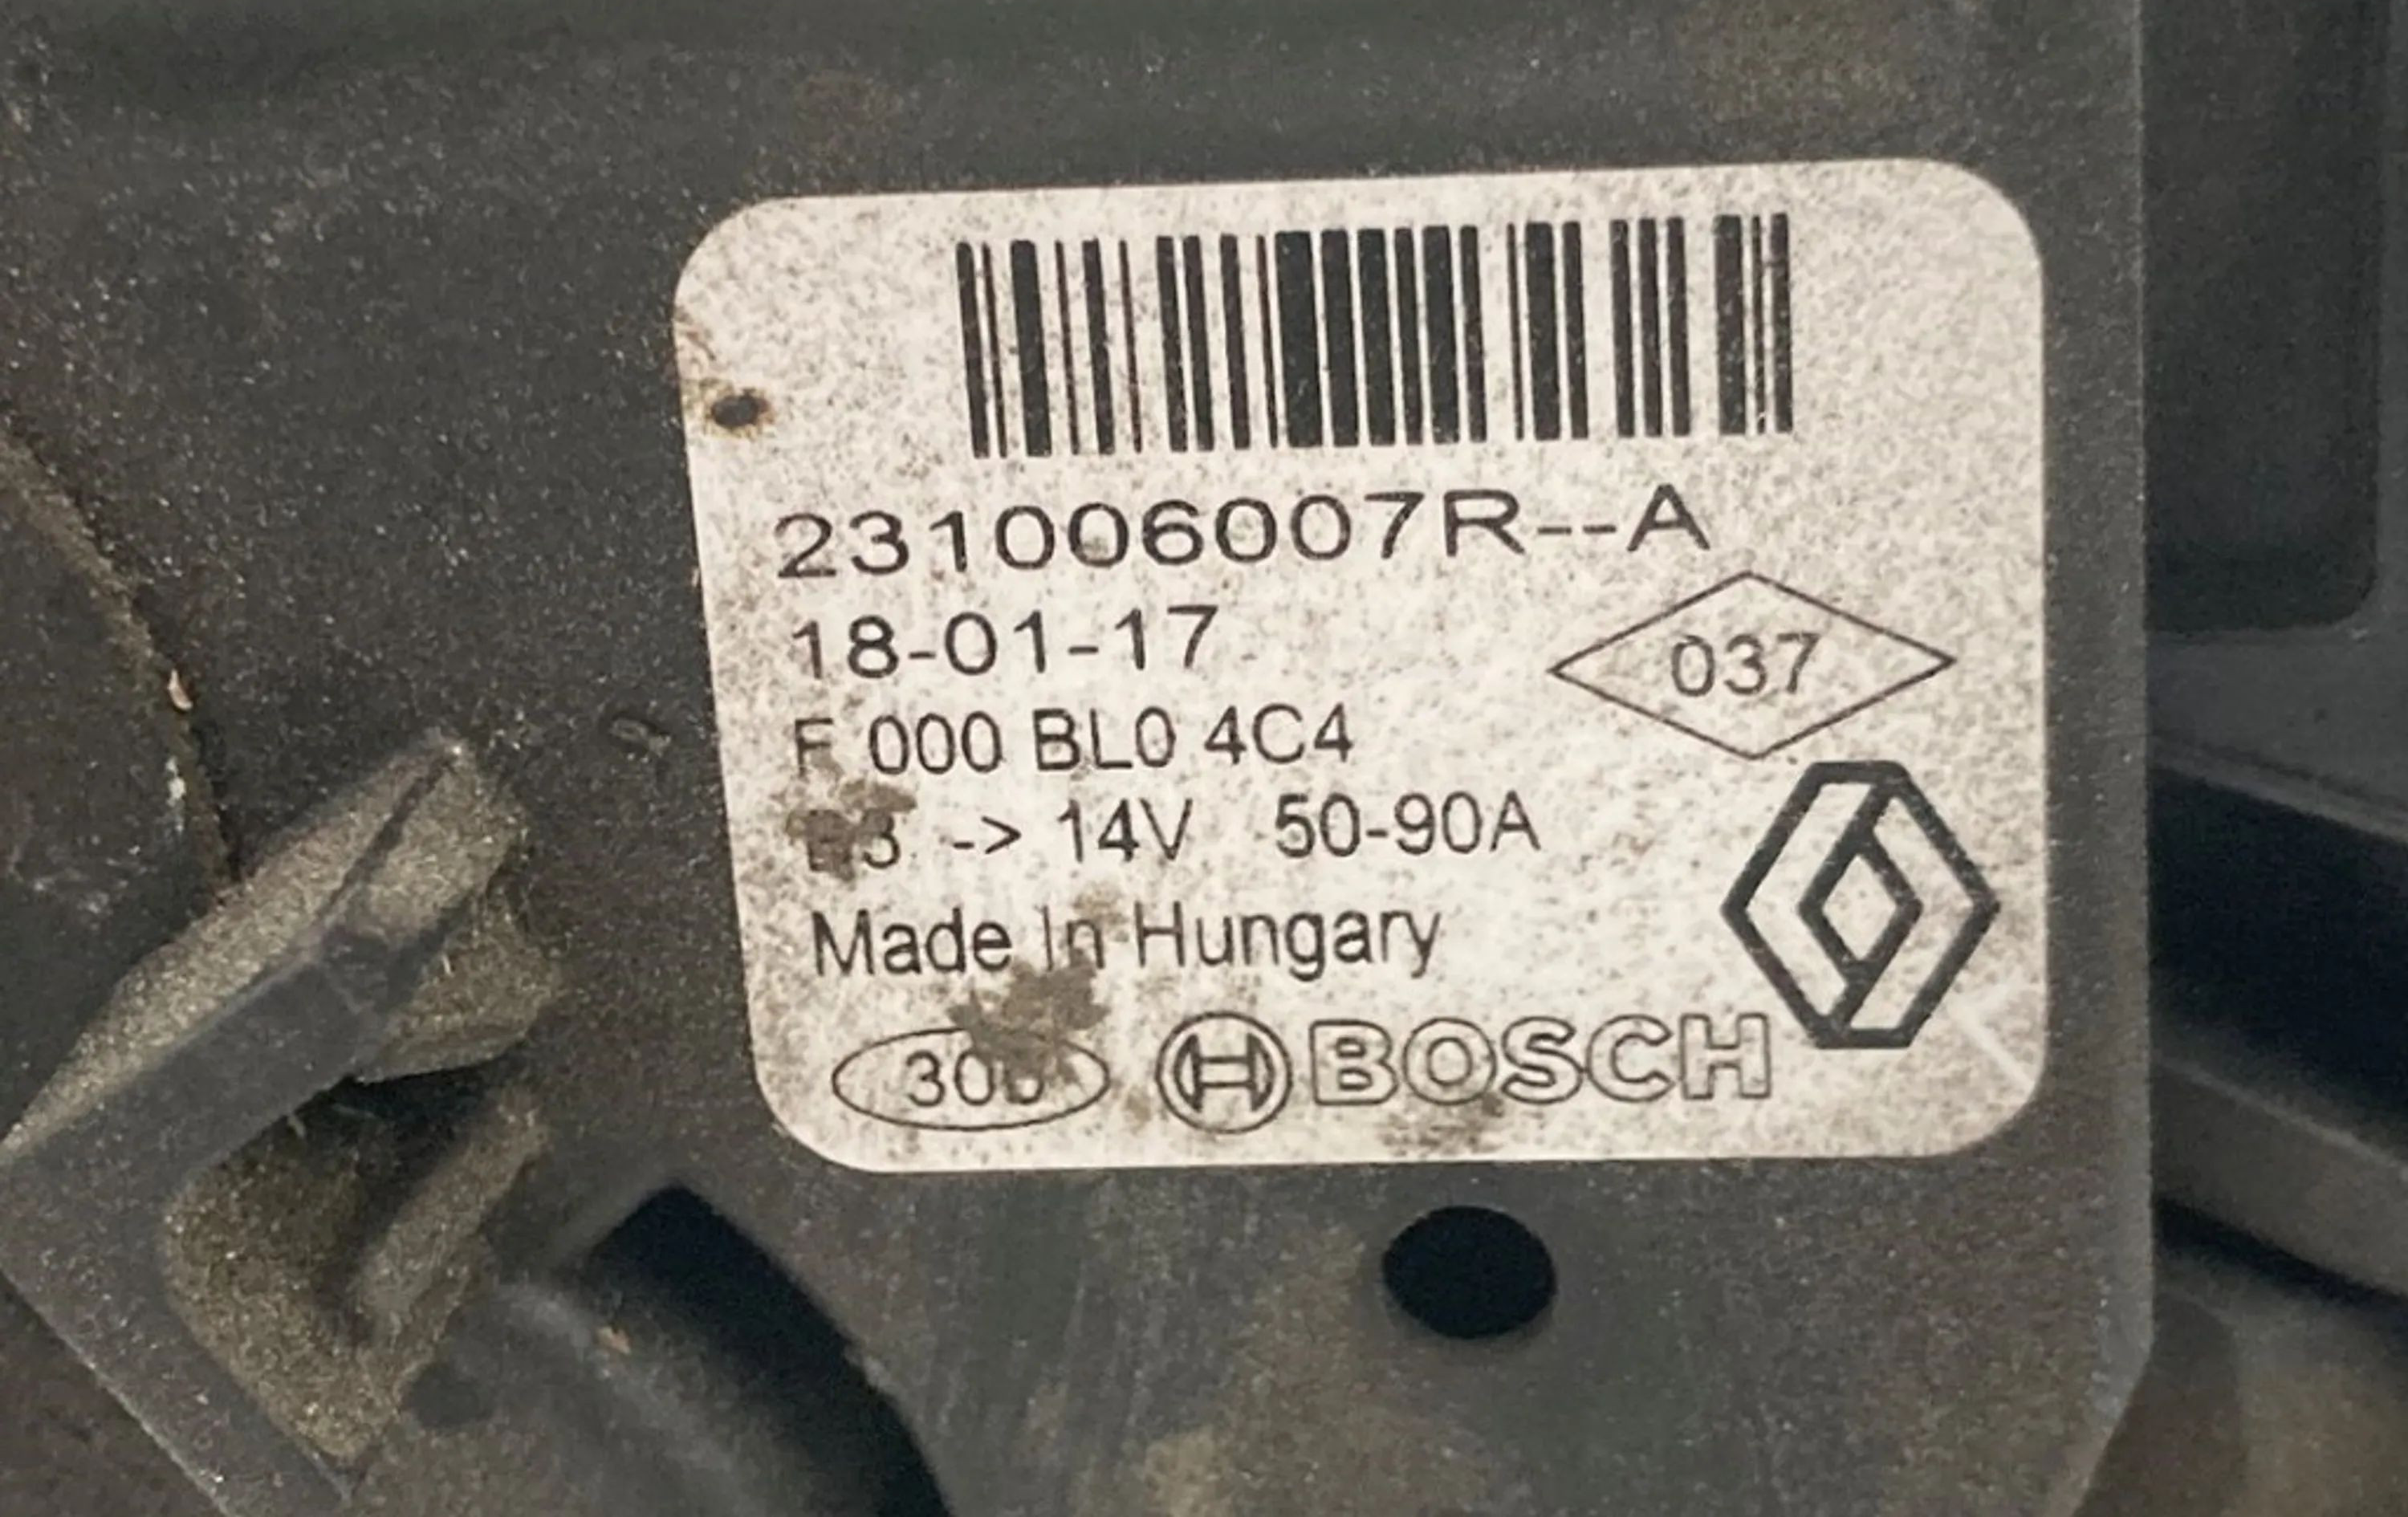 231006007R--A
18-01-17
037
F 000 BL0 4C4
-> 14V 50-90A
Made In Hungary
BOSCH